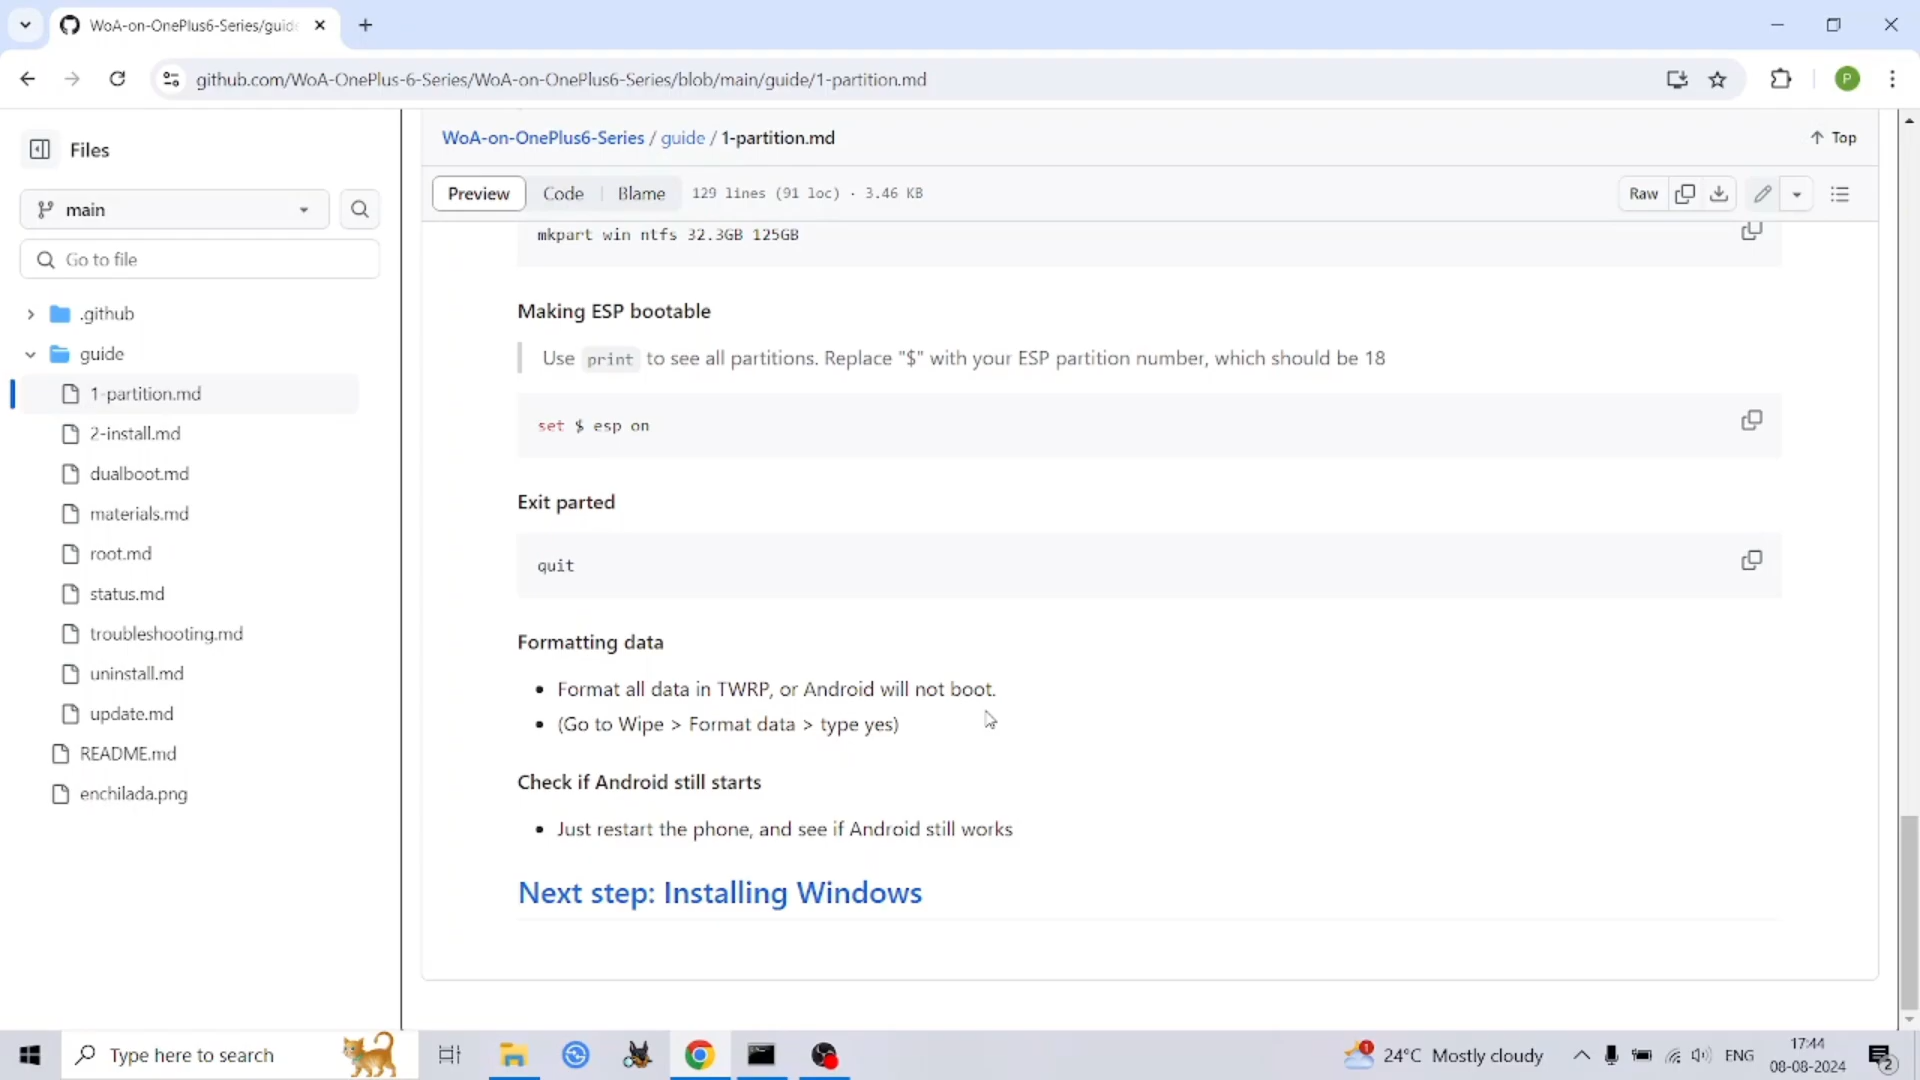 WoA-on-OnePlus6-Series/guide
github.com/WoA-OnePlus-6-Series/WoA-on-OnePlus6-Series/blob/main/guide/1-partition.md
P
Files
main
Go to file
.github
guide
1-partition.md
2-install.md
dualboot.md
materials.md
root.md
status.md
troubleshooting.md
uninstall.md
update.md
README.md
enchilada.png
WoA-on-OnePlus6-Series / guide / 1-partition.md
Top
Preview
Code
Blame
129 lines (91 loc) · 3.46 KB
Raw
mkpart win ntfs 32.3GB 125GB
Making ESP bootable
Use print to see all partitions. Replace "$" with your ESP partition number, which should be 18
set $ esp on
Exit parted
quit
Formatting data
• Format all data in TWRP, or Android will not boot.
• (Go to Wipe > Format data > type yes)
Check if Android still starts
• Just restart the phone, and see if Android still works
Next step: Installing Windows
Type here to search
1
24°C Mostly cloudy
ENG
17:44
08-08-2024
2